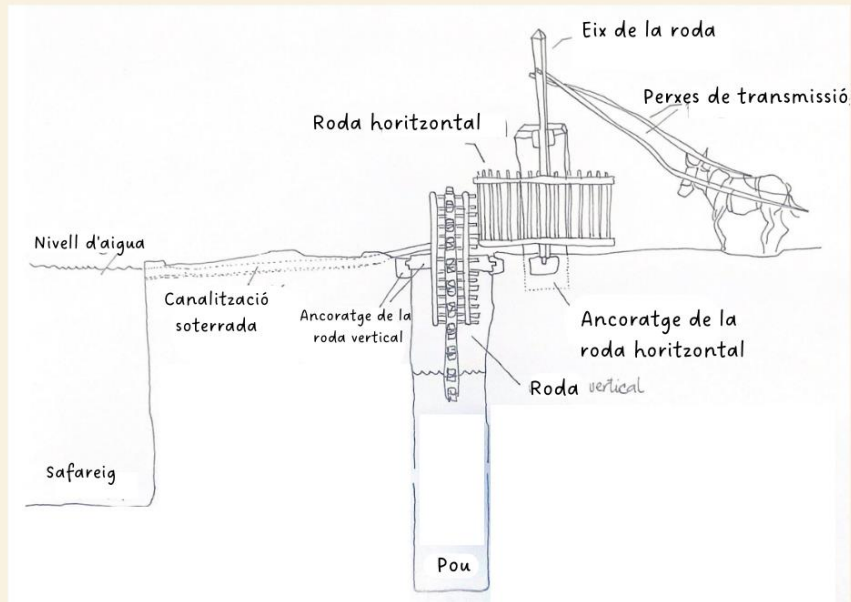 Eix de la roda
Perxes de transmissió
Roda horitzontal
Nivell d'aigua
Canalització
soterrada
Ancoratge de la
roda vertical
Ancoratge de la
roda horitzontal
Roda vertical
Safareig
Pou